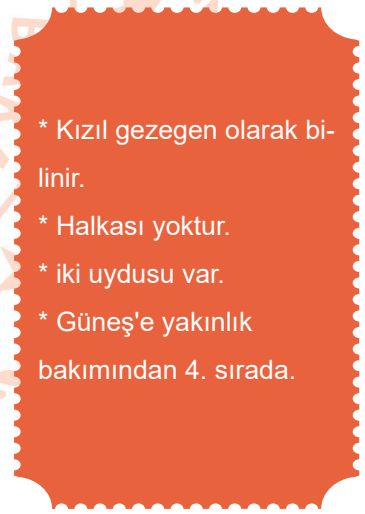 * Kızıl gezegen olarak bi-
linir.
* Halkası yoktur.
* iki uydusu var.
* Güneş'e yakınlık
bakımından 4. sırada.